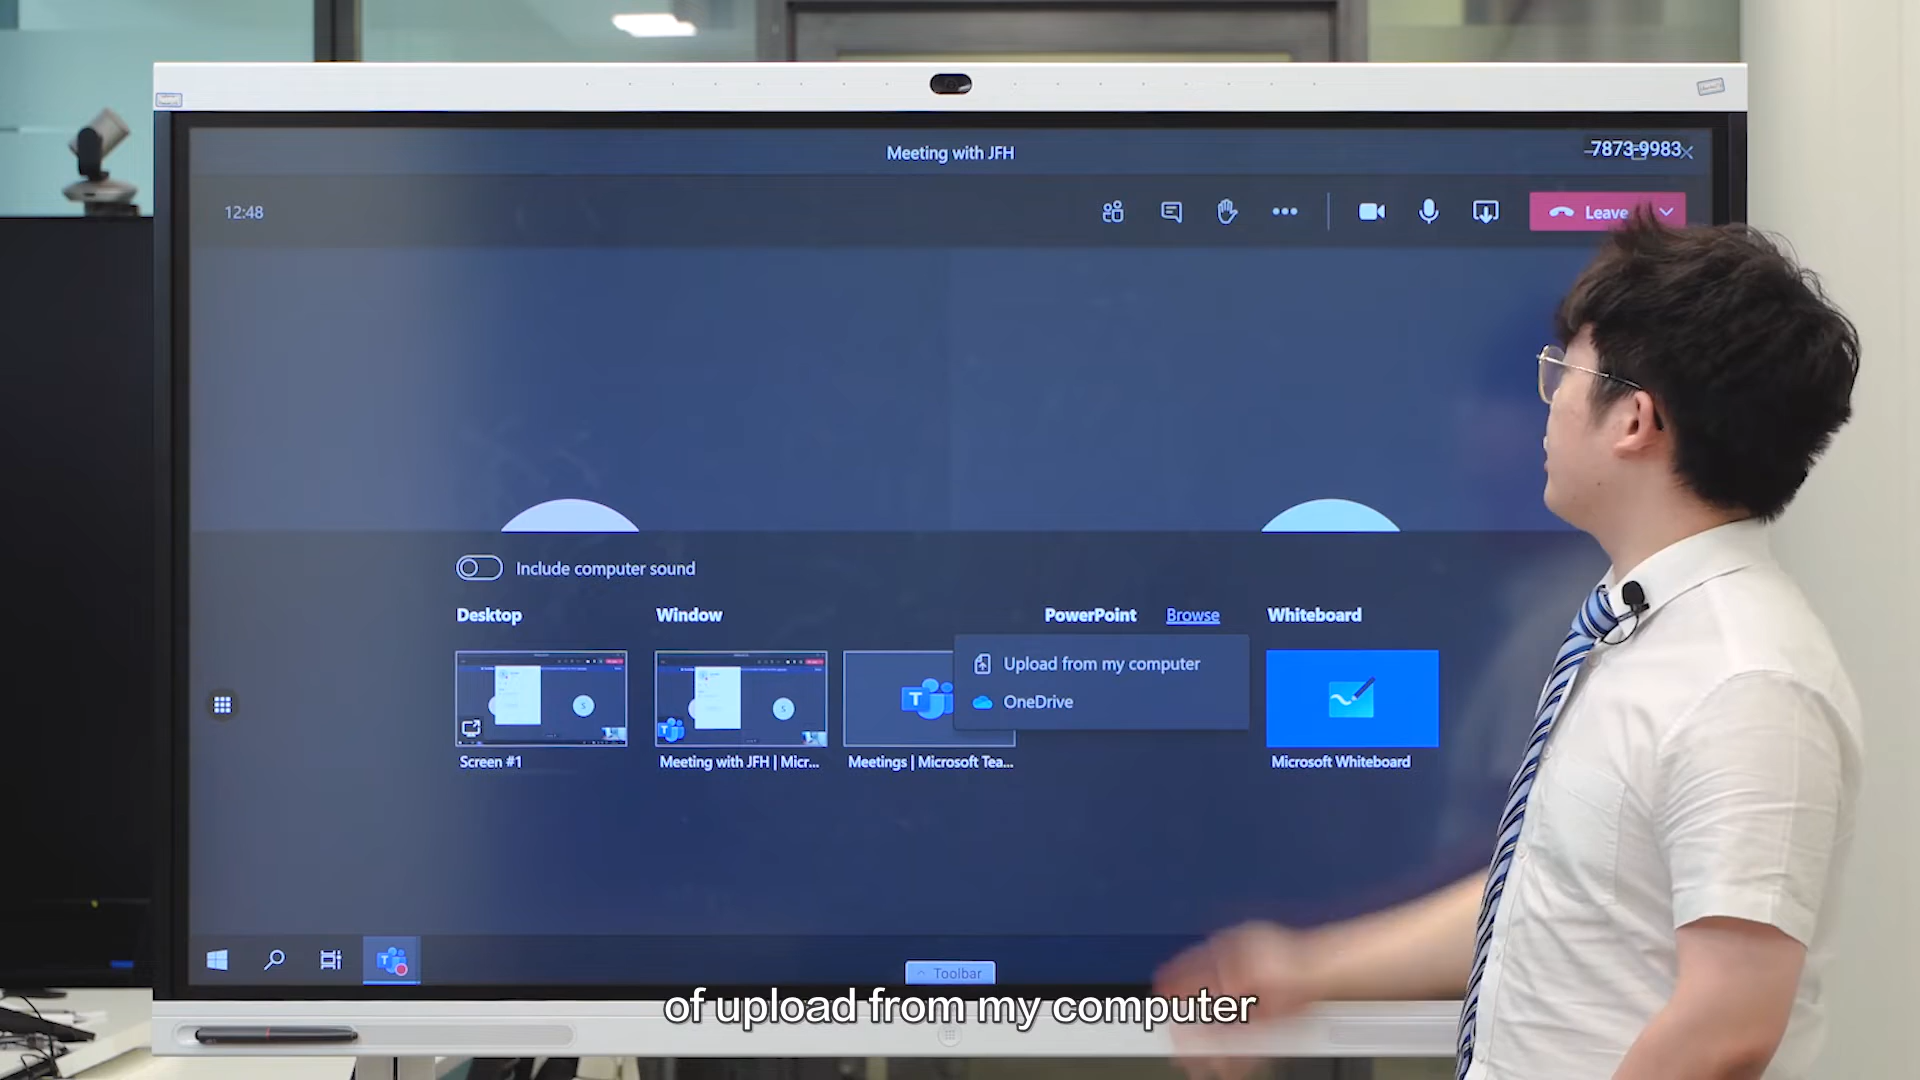 Meeting with JFH
7873-9983
12:48
Leave
Include computer sound
Desktop
Window
PowerPoint
Browse
Whiteboard
Upload from my computer
OneDrive
S
S
T
T
Screen #1
Meeting with JFH | Micr...
Meetings | Microsoft Tea...
Microsoft Whiteboard
T
Toolbar
of upload from my computer